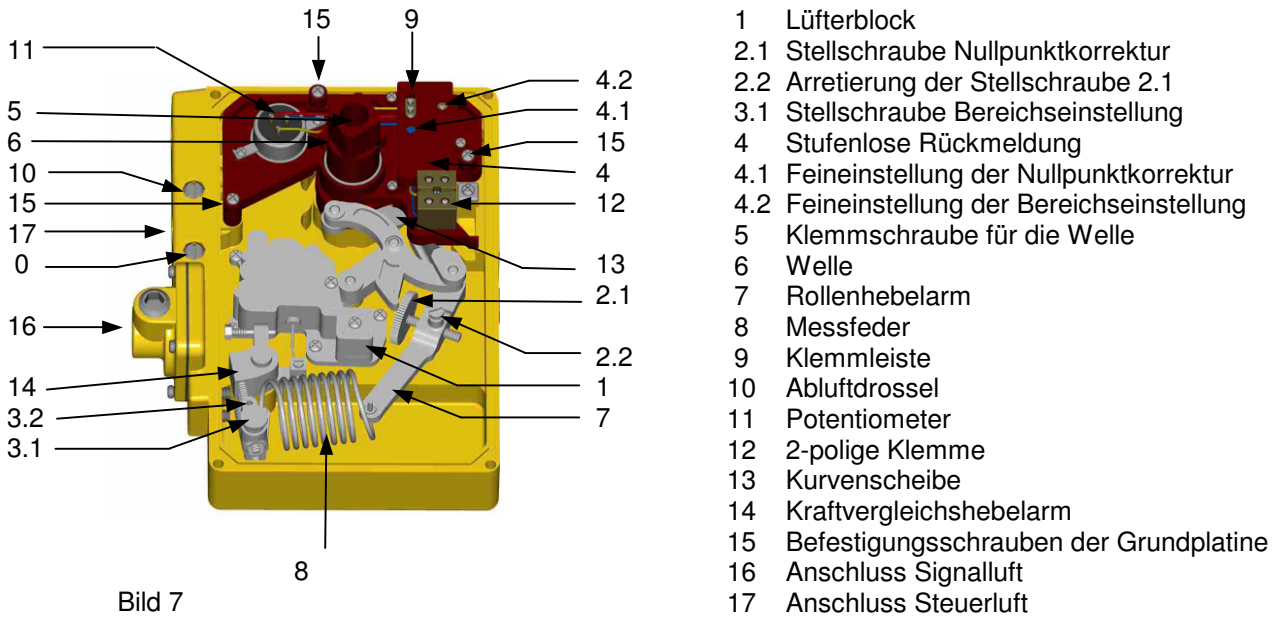 15 9
11
4.2
5
4.1
6
15
10
4
15
12
17
0
13
2.1
16
2.2
14
1
3.2
7
3.1
8
Bild 7
1 Lüfterblock
2.1 Stellschraube Nullpunktkorrektur
2.2 Arretierung der Stellschraube 2.1
3.1 Stellschraube Bereichseinstellung
4 Stufenlose Rückmeldung
4.1 Feineinstellung der Nullpunktkorrektur
4.2 Feineinstellung der Bereichseinstellung
5 Klemmschraube für die Welle
6 Welle
7 Rollenhebelarm
8 Messfeder
9 Klemmleiste
10 Abluftdrossel
11 Potentiometer
12 2-polige Klemme
13 Kurvenscheibe
14 Kraftvergleichshebelarm
15 Befestigungsschrauben der Grundplatine
16 Anschluss Signalluft
17 Anschluss Steuerluft